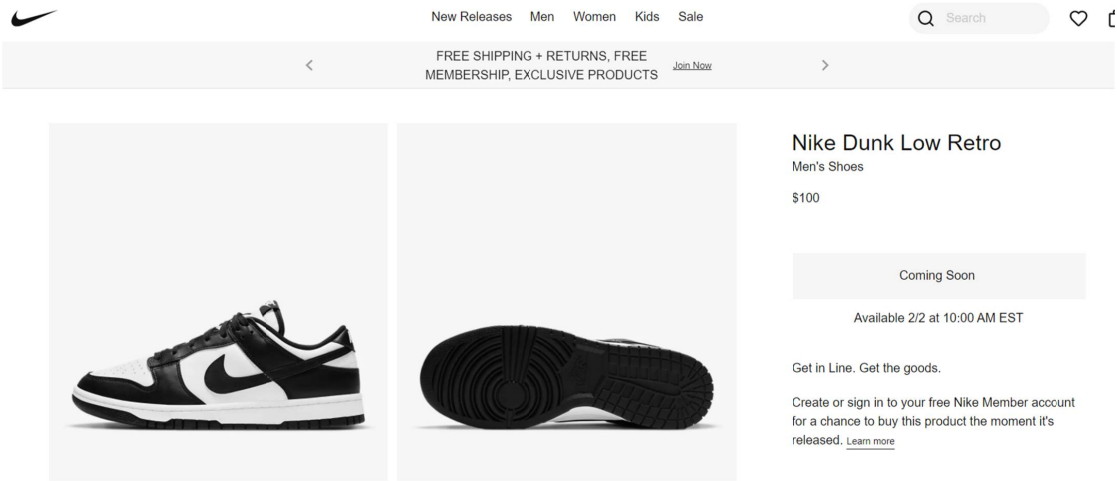 New Releases Men Women Kids Sale
Search
FREE SHIPPING + RETURNS, FREE
MEMBERSHIP, EXCLUSIVE PRODUCTS
Join Now
Nike Dunk Low Retro
Men's Shoes
$100
Coming Soon
Available 2/2 at 10:00 AM EST
Get in Line. Get the goods.
Create or sign in to your free Nike Member account
for a chance to buy this product the moment it's
released. Learn more